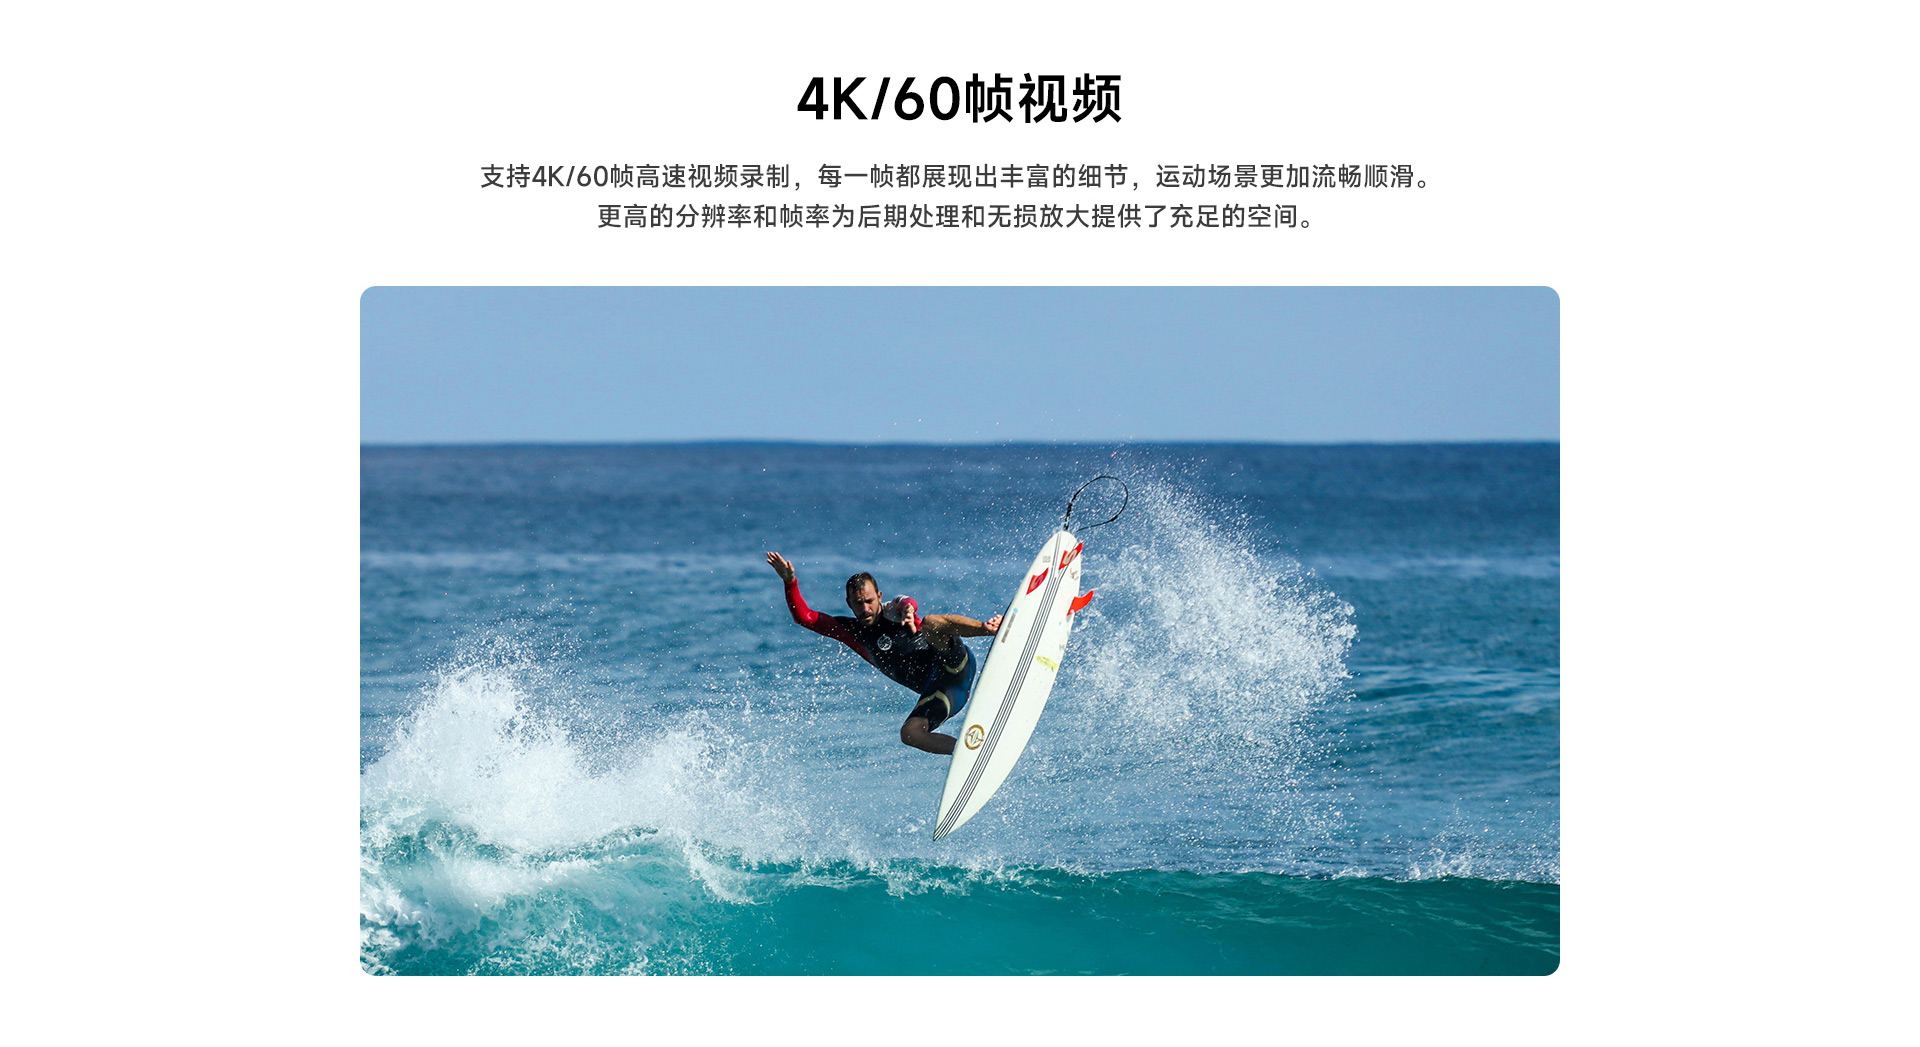 4K/60帧视频
支持4K/60帧高速视频录制，每一帧都展现出丰富的细节，运动场景更加流畅顺滑。
更高的分辨率和帧率为后期处理和无损放大提供了充足的空间。